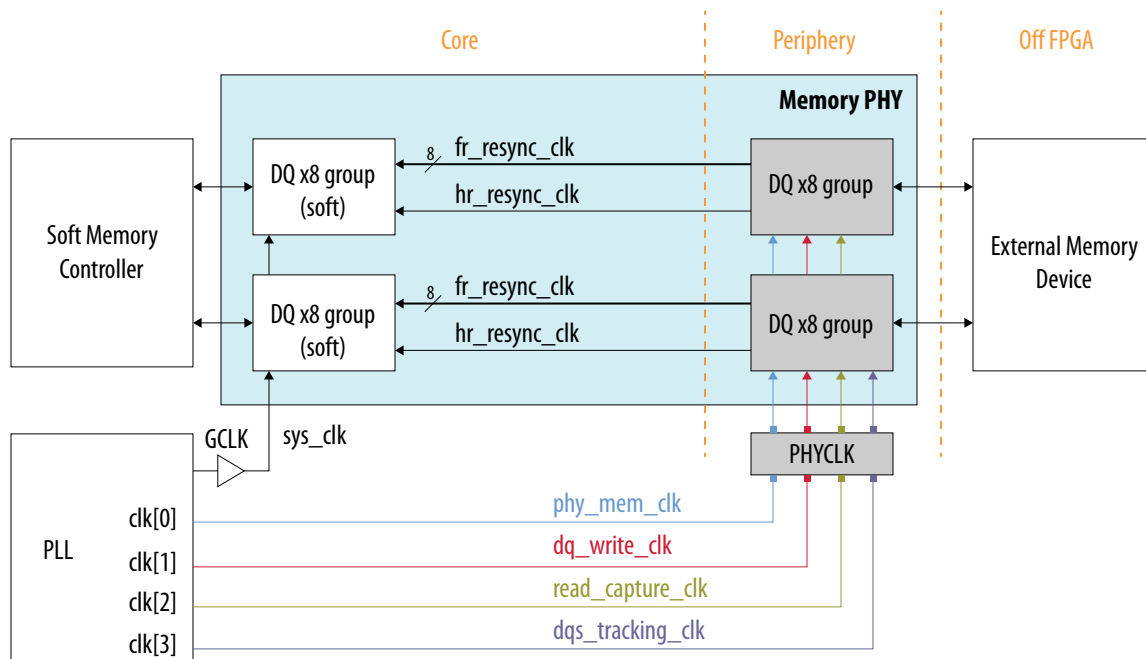 Core
Periphery
Off FPGA
Memory PHY
Soft Memory
Controller
DQ x8 group
(soft)
8
fr_resync_clk
hr_resync_clk
DQ x8 group
External Memory
Device
DQ x8 group
(soft)
8
fr_resync_clk
hr_resync_clk
DQ x8 group
GCLK
sys_clk
PHYCLK
PLL
clk[0]
phy_mem_clk
clk[1]
dq_write_clk
clk[2]
read_capture_clk
clk[3]
dqs_tracking_clk